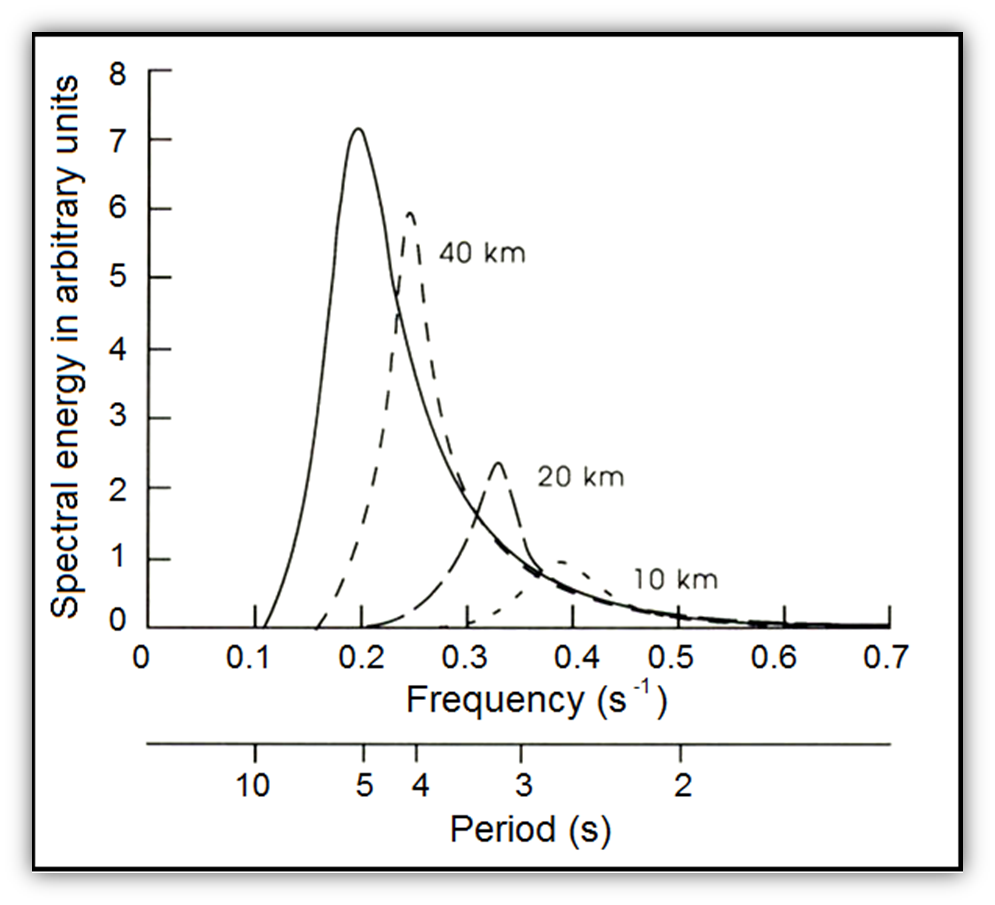 Spectral energy in arbitrary units
8
7
6
5
4
3
2
1
0
40 km
20 km
10 km
0 0.1 0.2 0.3 0.4 0.5 0.6 0.7
Frequency (s⁻¹)
10 5 4 3 2
Period (s)